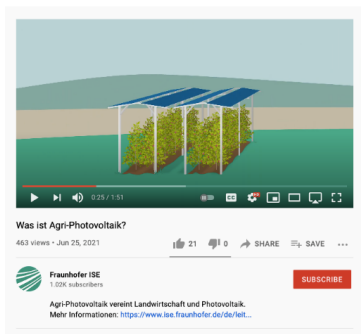 0:25 / 1:51
CC
HD
Was ist Agri-Photovoltaik?
463 views • Jun 25, 2021
21
0
SHARE
SAVE
Fraunhofer ISE
1.02K subscribers
SUBSCRIBE
Agri-Photovoltaik vereint Landwirtschaft und Photovoltaik.
Mehr Informationen: https://www.ise.fraunhofer.de/de/leit...